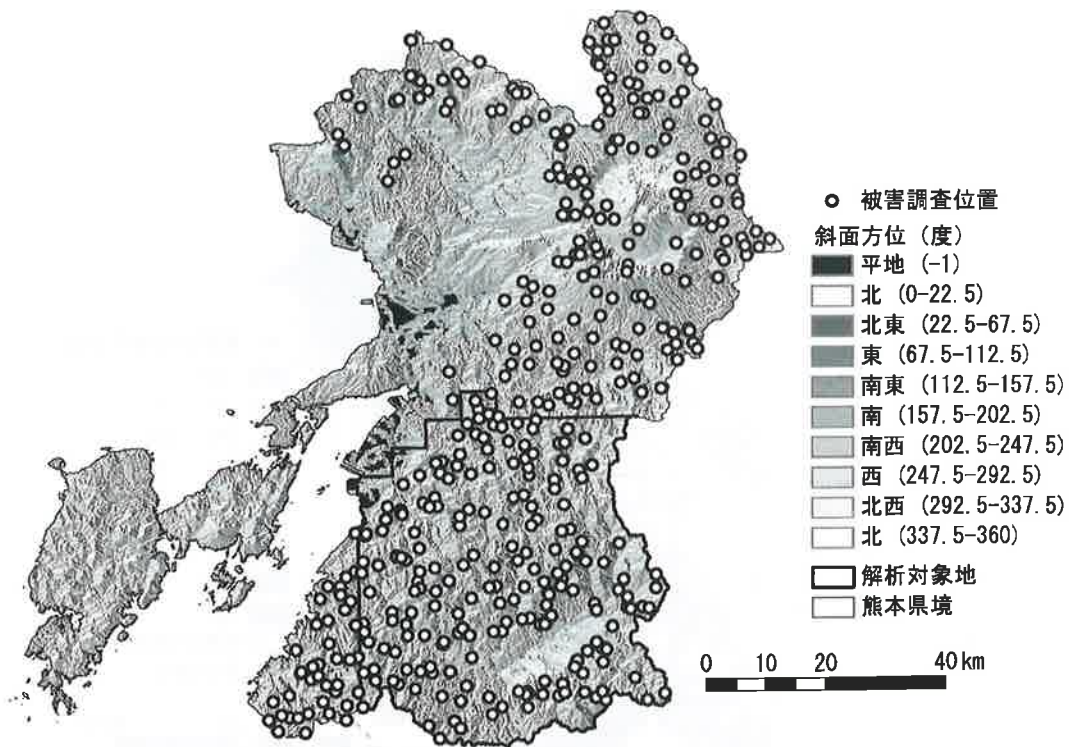 被害調査位置
斜面方位 (度)
平地 (-1)
北 (0-22.5)
北東 (22.5-67.5)
東 (67.5-112.5)
南東 (112.5-157.5)
南 (157.5-202.5)
南西 (202.5-247.5)
西 (247.5-292.5)
北西 (292.5-337.5)
北 (337.5-360)
解析対象地
熊本県境
0 10 20 40km